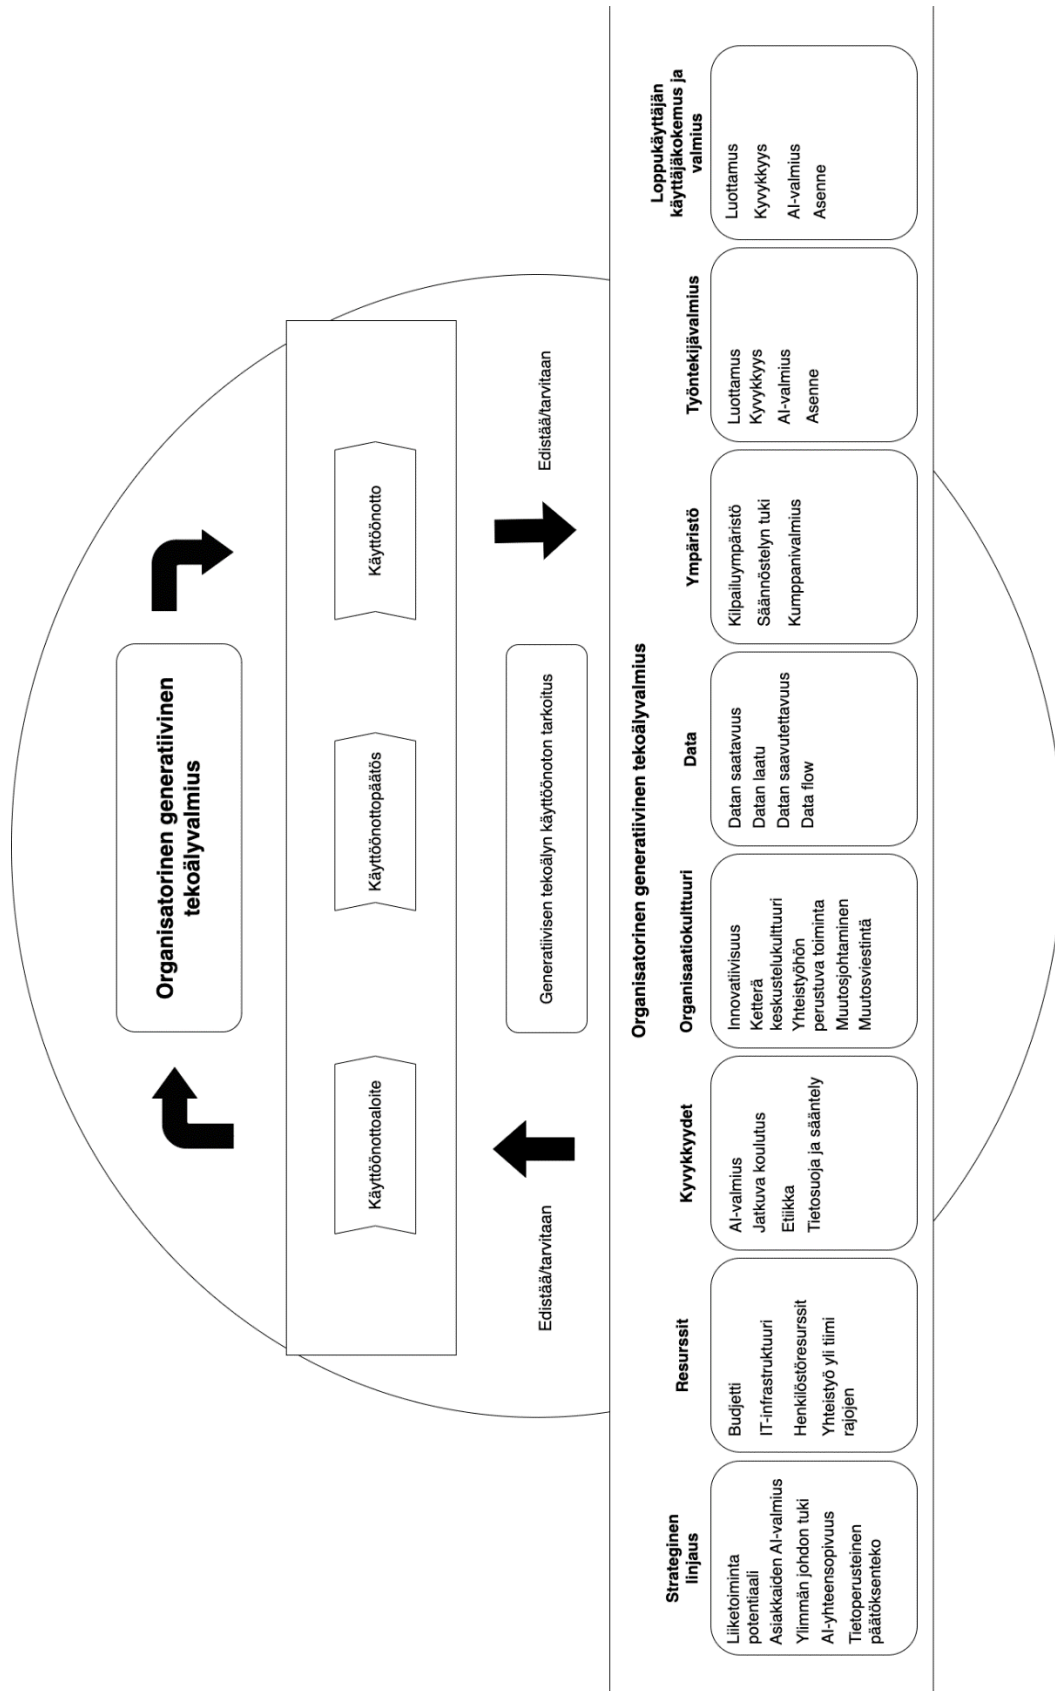 Organisatorinen generatiivinen
tekoälyvalmius
Käyttöönottoaloite
Käyttöönottopäätös
Käyttöönotto
Edistää/tarvitaan
Generatiivisen tekoälyn käyttöönoton tarkoitus
Edistää/tarvitaan
Organisatorinen generatiivinen tekoälyvalmius
Strateginen
linjaus
Liiketoiminta
potentiaali
Asiakkaiden AI-valmius
Ylimmän johdon tuki
AI-yhteensopivuus
Tietoperusteinen
päätöksenteko
Resurssit
Budjetti
IT-infrastruktuuri
Henkilöstöresurssit
Yhteistyö yli tiimi
rajojen
Kyvykkyydet
AI-valmius
Jatkuva koulutus
Etiikka
Tietosuoja ja sääntely
Organisaatiokulttuuri
Innovatiivisuus
Ketterä
keskustelukulttuuri
Yhteistyöhön
perustuva toiminta
Muutosjohtaminen
Muutosviestintä
Data
Datan saatavuus
Datan laatu
Datan saavutettavuus
Data flow
Ympäristö
Kilpailuympäristö
Säännöstelyn tuki
Kumppanivalmius
Työntekijävalmius
Luottamus
Kyvykkyys
AI-valmius
Asenne
Loppukäyttäjän
käyttäjäkokemus ja
valmius
Luottamus
Kyvykkyys
AI-valmius
Asenne